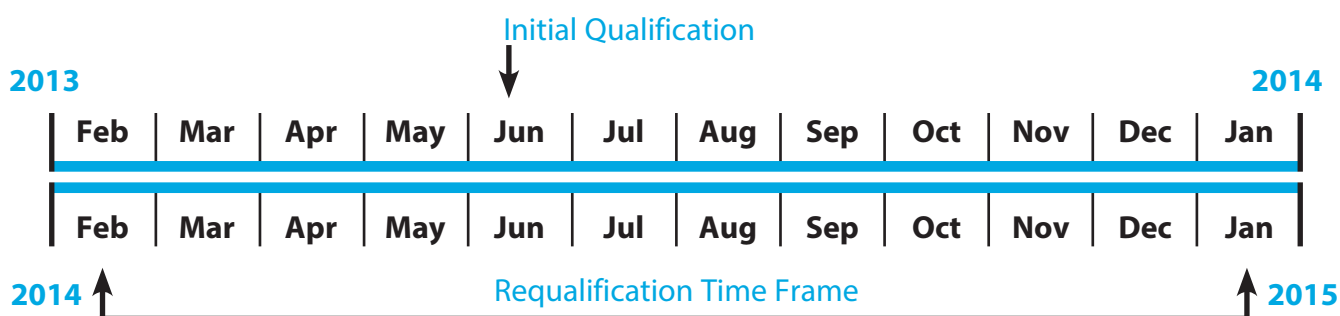 Initial Qualification
2013 2014
Feb Mar Apr May Jun Jul Aug Sep Oct Nov Dec Jan
Feb Mar Apr May Jun Jul Aug Sep Oct Nov Dec Jan
2014 Requalification Time Frame 2015